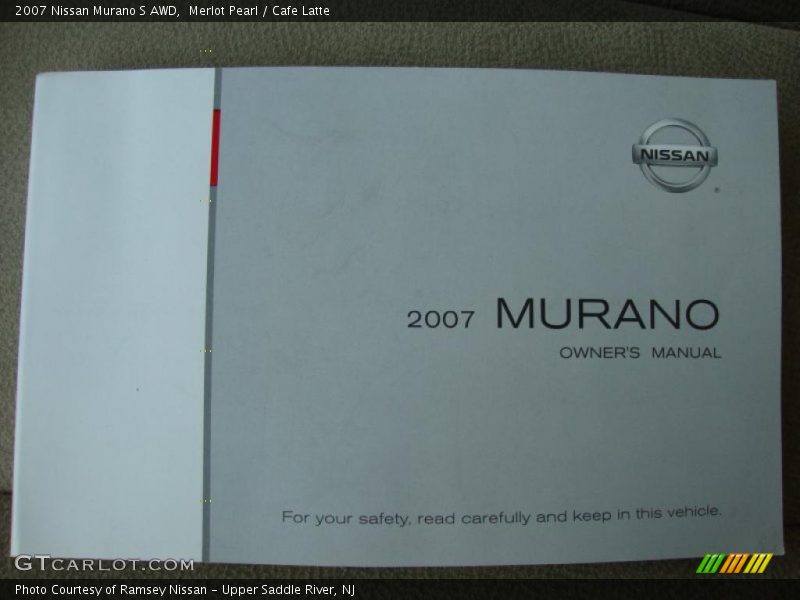 2007 Nissan Murano S AWD,  Merlot Pearl / Cafe Latte
NISSAN
®
2007 MURANO
OWNER'S MANUAL
For your safety, read carefully and keep in this vehicle.
GTCARLOT.COM
Photo Courtesy of Ramsey Nissan - Upper Saddle River, NJ